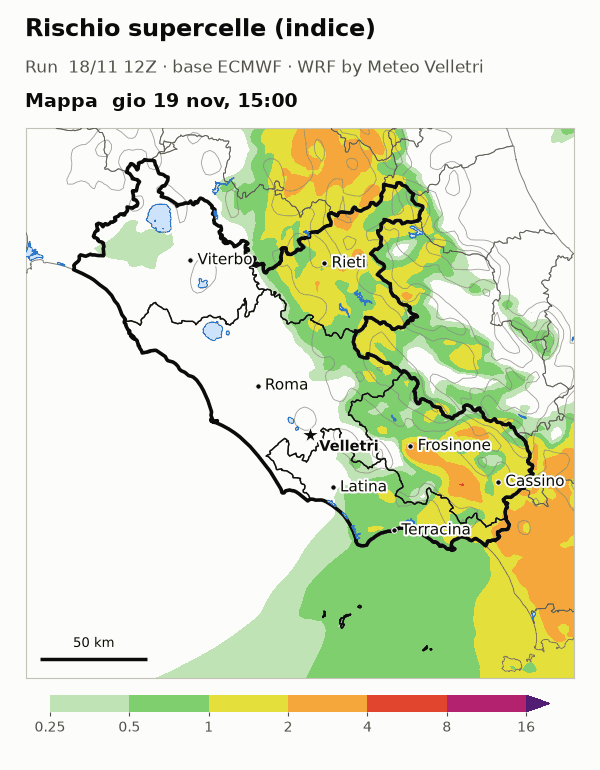 Rischio supercelle (indice)
Run  18/11 12Z · base ECMWF · WRF by Meteo Velletri
Mappa  gio 19 nov, 15:00
Viterbo
Rieti
Roma
Velletri
Frosinone
Latina
Cassino
Terracina
50 km
0.25 0.5 1 2 4 8 16